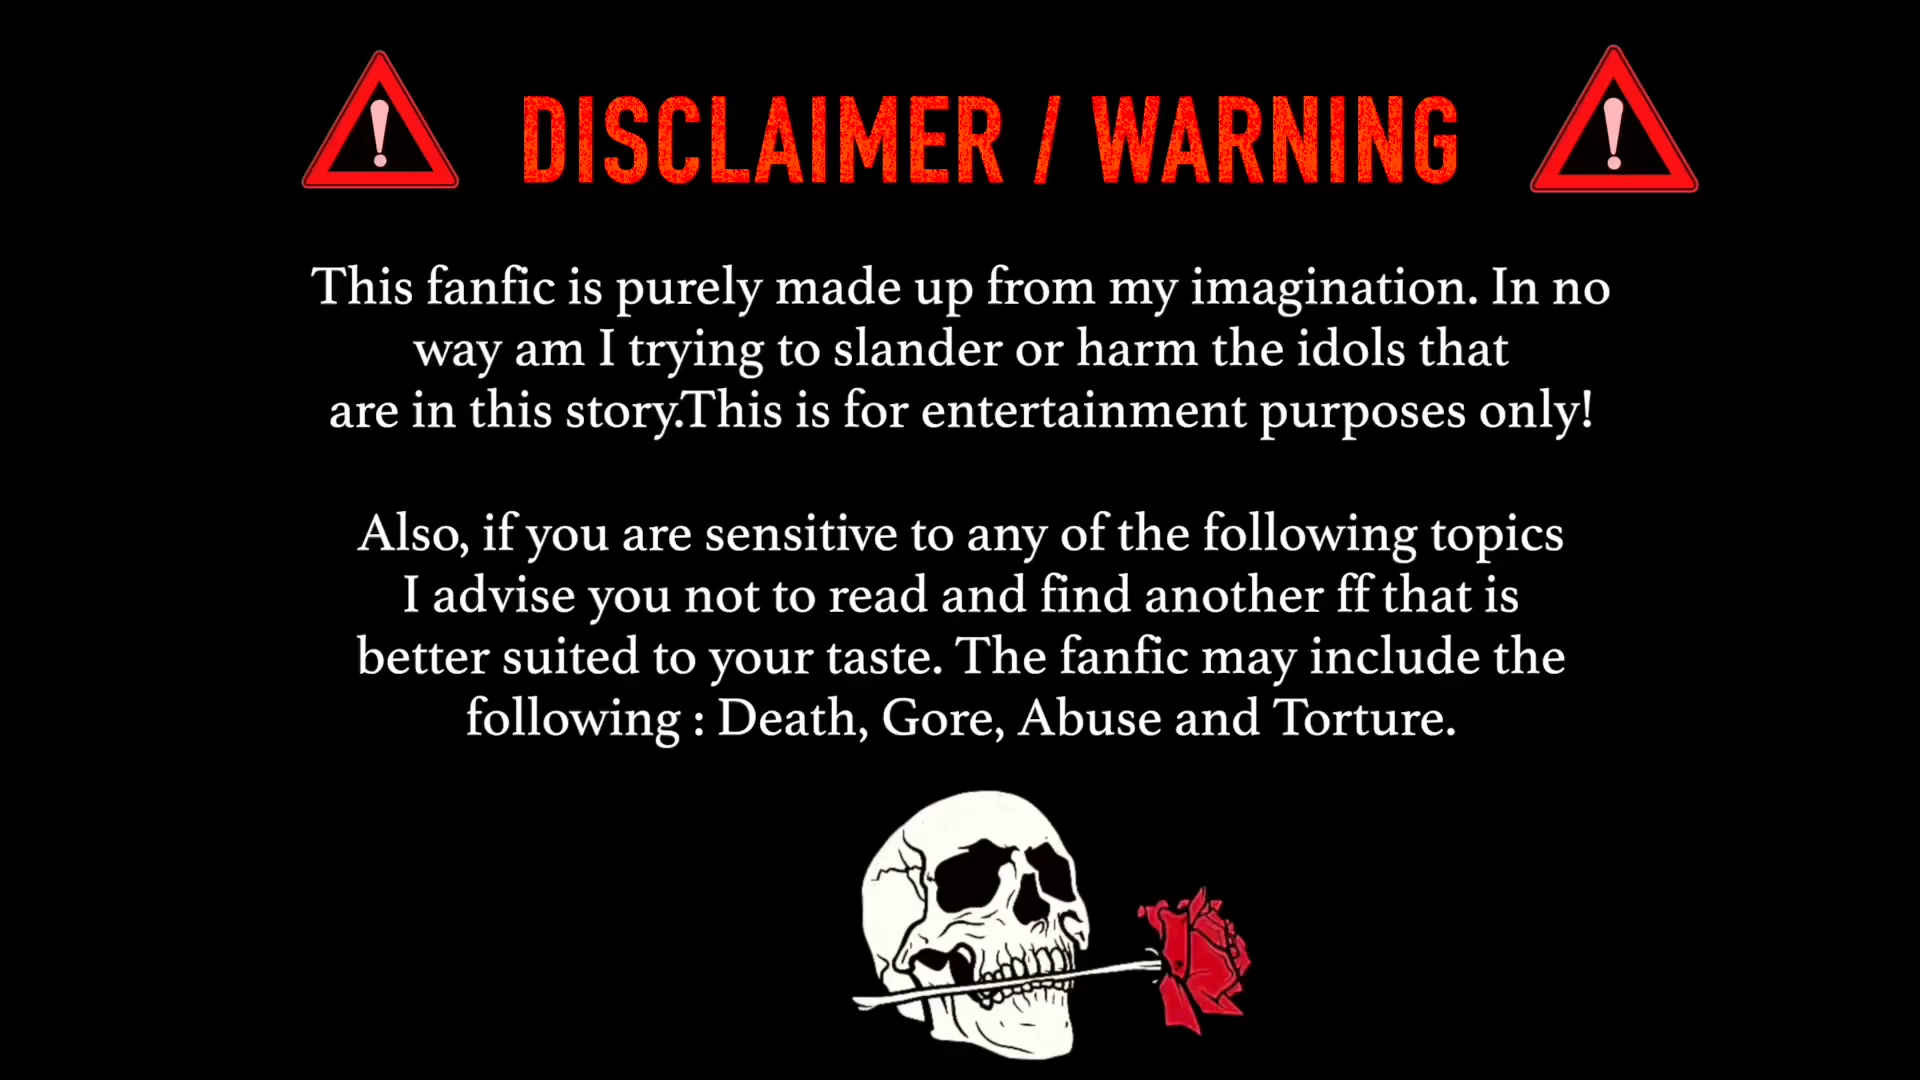 DISCLAIMER / WARNING
This fanfic is purely made up from my imagination. In no
way am I trying to slander or harm the idols that
are in this story.This is for entertainment purposes only!
Also, if you are sensitive to any of the following topics
I advise you not to read and find another ff that is
better suited to your taste. The fanfic may include the
following : Death, Gore, Abuse and Torture.